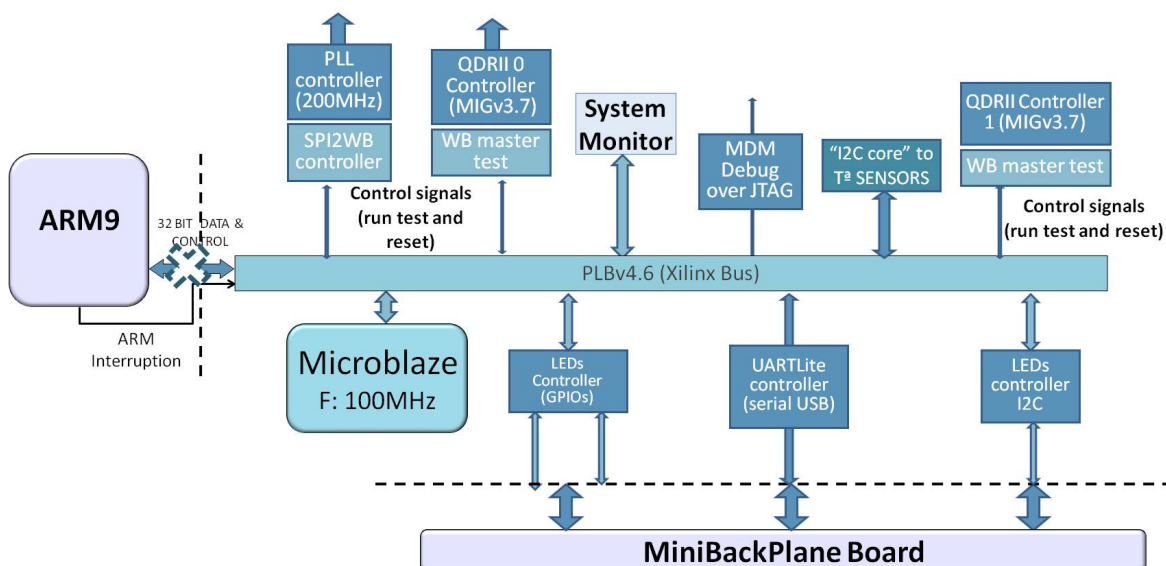 PLL
controller
(200MHz)
SPI2WB
controller
QDRII 0
Controller
(MIGv3.7)
WB master
test
Control signals
(run test and
reset)
System
Monitor
MDM
Debug
over JTAG
“I2C core” to
Tª SENSORS
QDRII Controller
1 (MIGv3.7)
WB master test
Control signals
(run test and reset)
ARM9
32 BIT DATA &
CONTROL
ARM
Interruption
PLBv4.6 (Xilinx Bus)
Microblaze
F: 100MHz
LEDs
Controller
(GPIOs)
UARTLite
controller
(serial USB)
LEDs
controller
I2C
MiniBackPlane Board